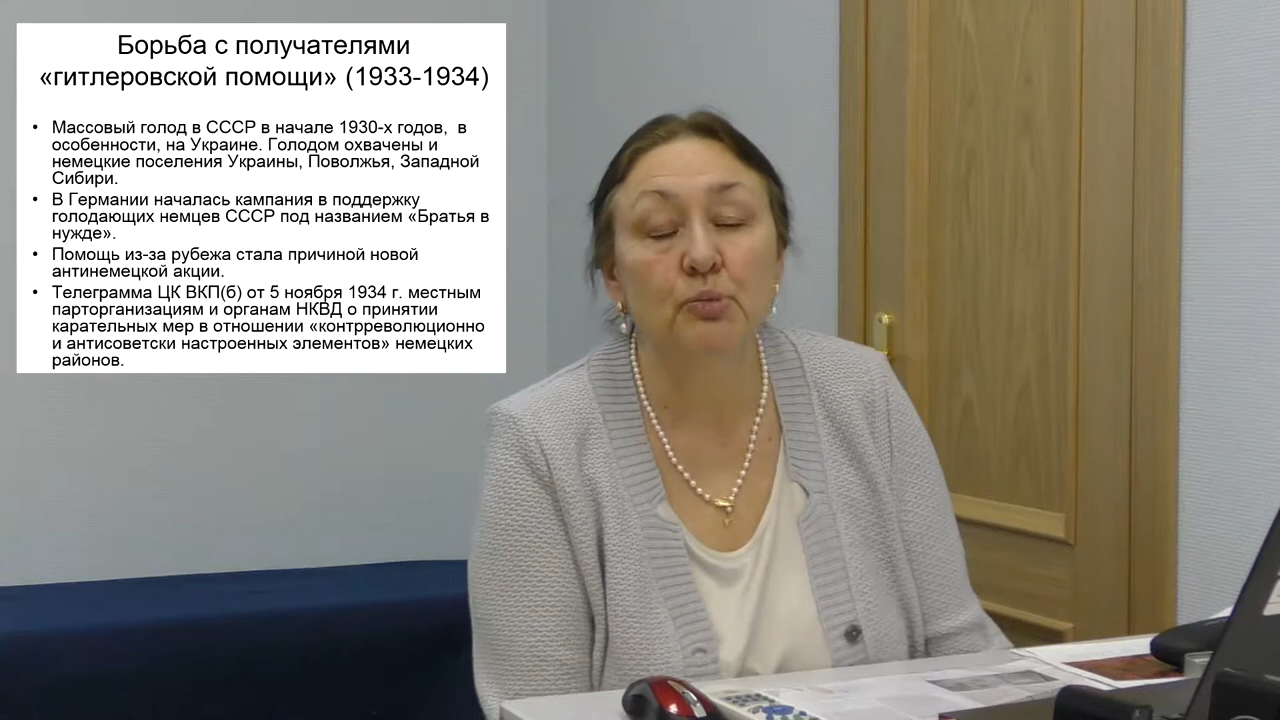 Борьба с получателями
«гитлеровской помощи» (1933-1934)
• Массовый голод в СССР в начале 1930-х годов, в
особенности, на Украине. Голодом охвачены и
немецкие поселения Украины, Поволжья, Западной
Сибири.
• В Германии началась кампания в поддержку
голодающих немцев СССР под названием «Братья в
нужде».
• Помощь из-за рубежа стала причиной новой
антинемецкой акции.
• Телеграмма ЦК ВКП(б) от 5 ноября 1934 г. местным
парторганизациям и органам НКВД о принятии
карательных мер в отношении «контрреволюционно
и антисоветски настроенных элементов» немецких
районов.